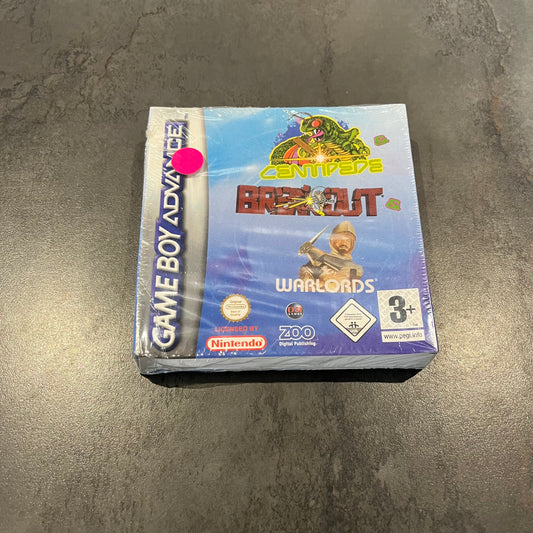 GAME BOY ADVANCE
CENTIPEDE
BREAKOUT
WARLORDS
LICENSED BY
Nintendo
ZOO
Digital Publishing
3+
www.pegi.info